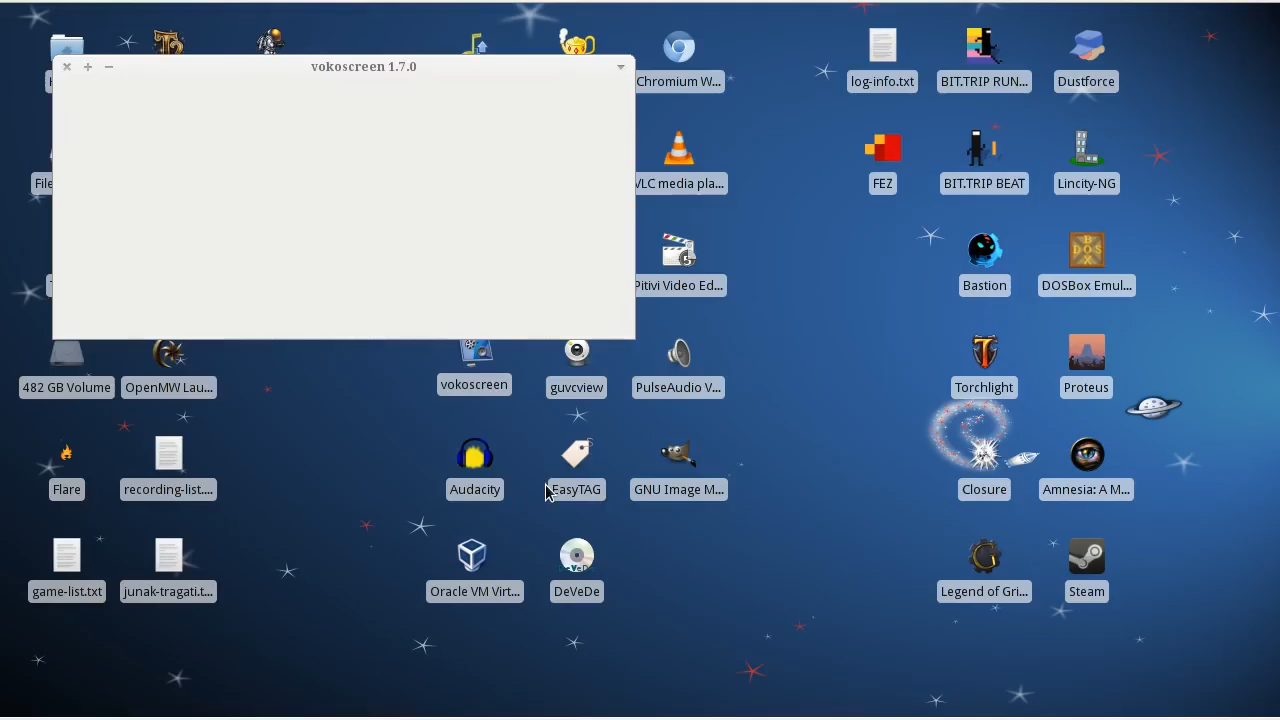 vokoscreen 1.7.0
Chromium W...
log-info.txt
BIT.TRIP RUN...
Dustforce
File
VLC media pla...
FEZ
BIT.TRIP BEAT
Lincity-NG
Pitivi Video Ed...
Bastion
DOSBox Emul...
482 GB Volume
OpenMW Lau...
vokoscreen
guvcview
PulseAudio V...
Torchlight
Proteus
Flare
recording-list....
Audacity
EasyTAG
GNU Image M...
Closure
Amnesia: A M...
game-list.txt
junak-tragati.t...
Oracle VM Virt...
DeVeDe
Legend of Gri...
Steam